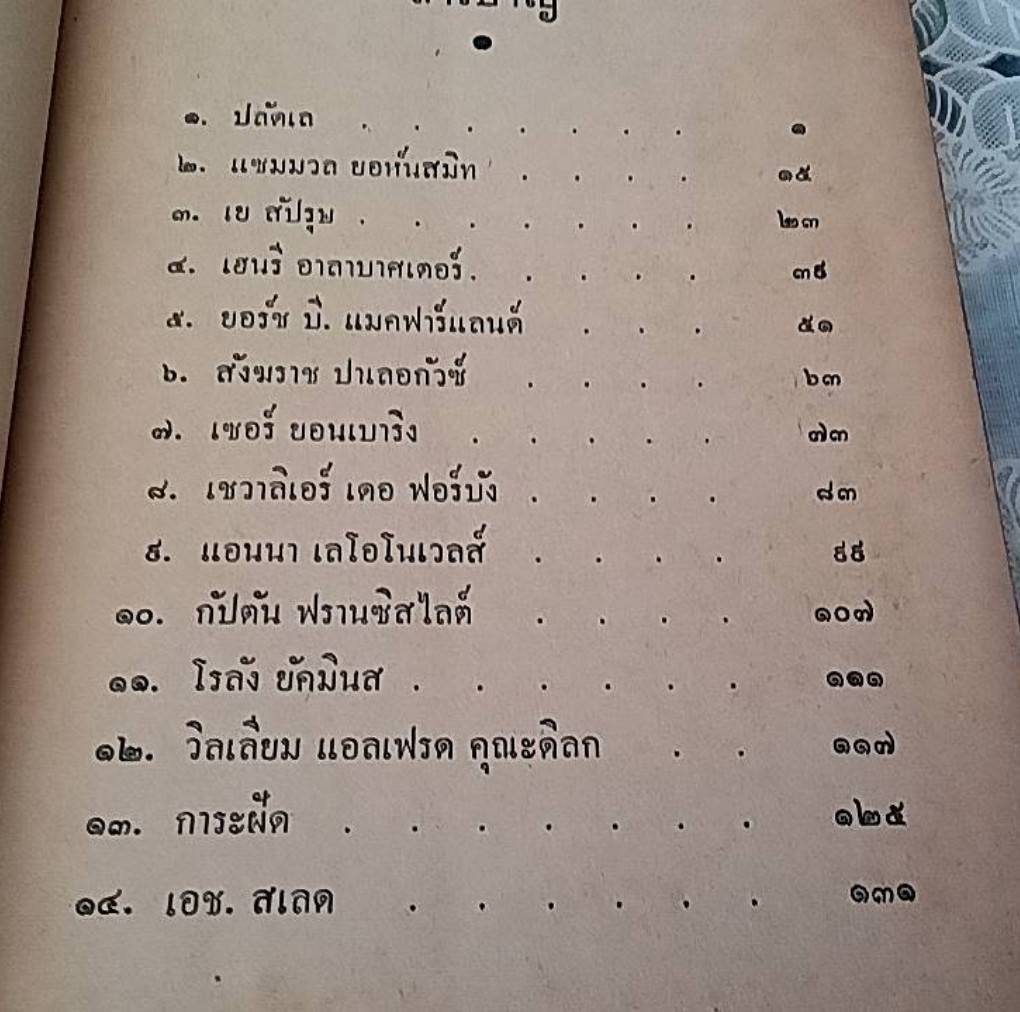 สารบาญ
๑. ปลัดเล . . . . . . . ๑
๒. แซมมวล ยอห์นสมิท . . . . ๑๕
๓. เย สัปรุษ . . . . . . . ๒๓
๔. เฮนรี อาลาบาศเตอร์ . . . . . ๓๙
๕. ยอร์ช บี. แมคฟาร์แลนด์ . . . ๕๑
๖. สังฆราช ปาเลอกัวซ์ . . . . ๖๓
๗. เซอร์ ยอนเบาริง . . . . . ๗๓
๘. เชวาลิเอร์ เดอ ฟอร์บัง . . . . ๘๓
๙. แอนนา เลโอโนเวลส์ . . . . ๙๙
๑๐. กัปตัน ฟรานซิสไลต์ . . . . ๑๐๗
๑๑. โรลัง ยัคมินส . . . . . . ๑๑๑
๑๒. วิลเลียม แอลเฟรด คุณะดิลก . . ๑๑๗
๑๓. การะฝัด . . . . . . . ๑๒๕
๑๔. เอช. สเลด . . . . . . ๑๓๑